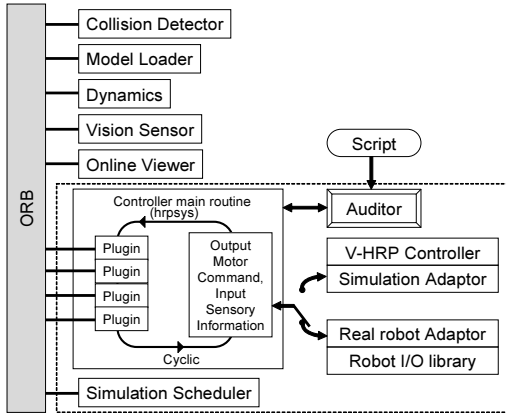 ORB
Collision Detector
Model Loader
Dynamics
Vision Sensor
Online Viewer
Script
Controller main routine
(hrpsys)
Auditor
Plugin
Plugin
Plugin
Plugin
Output
Motor
Command,
Input
Sensory
Information
Cyclic
V-HRP Controller
Simulation Adaptor
Real robot Adaptor
Robot I/O library
Simulation Scheduler